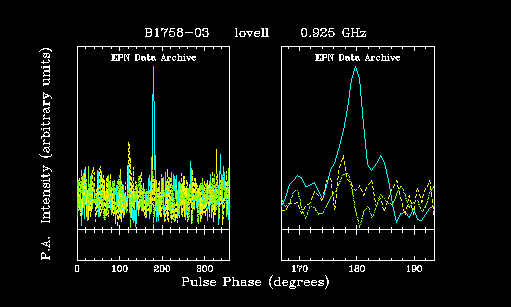 B1758-03 lovell 0.925 GHz
EPN Data Archive EPN Data Archive
P.A. Intensity (arbitrary units)
0 100 200 300 170 180 190
Pulse Phase (degrees)